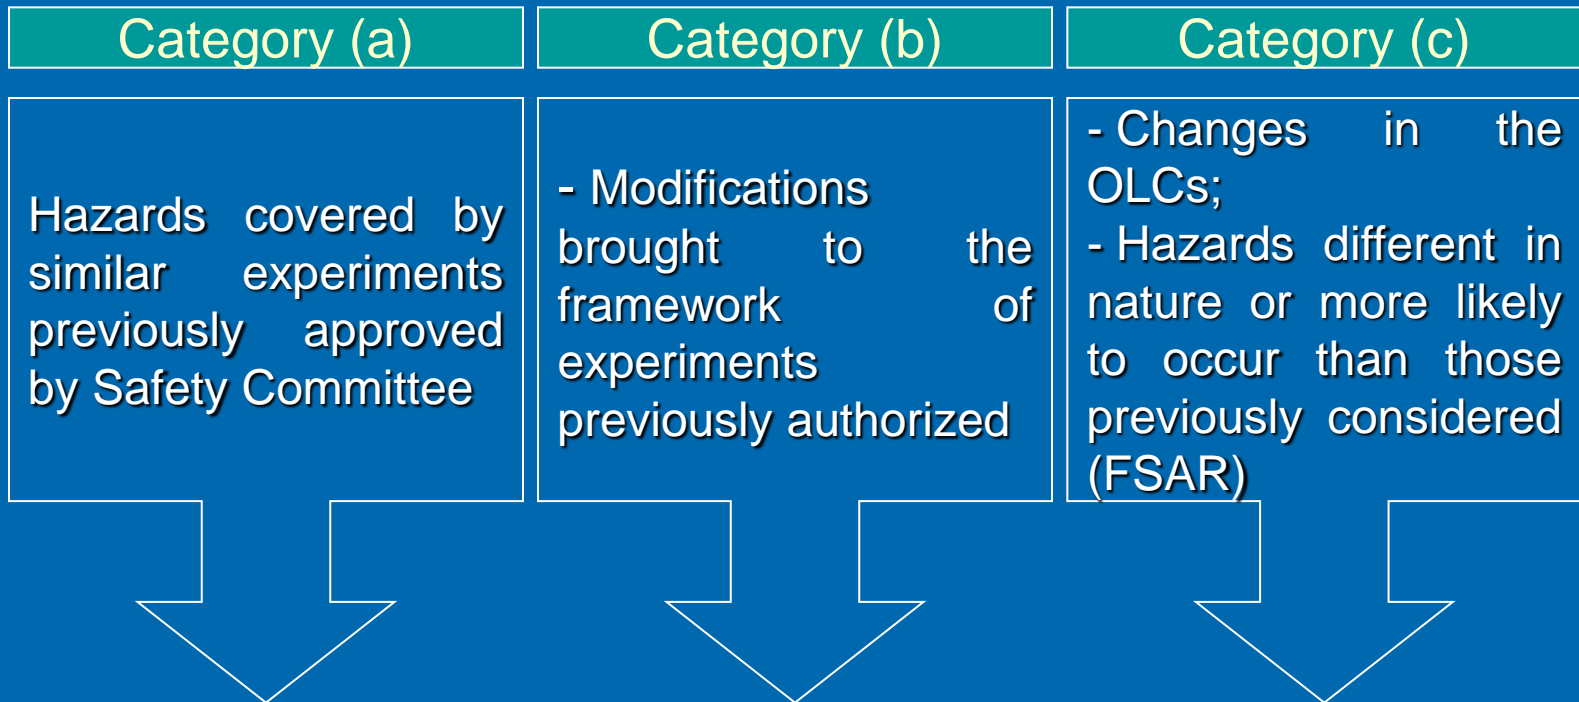 Category (a)
Category (b)
Category (c)
Hazards covered by
similar experiments
previously approved
by Safety Committee
- Modifications
brought to the
framework of
experiments
previously authorized
- Changes in the
OLCs;
- Hazards different in
nature or more likely
to occur than those
previously considered
(FSAR)